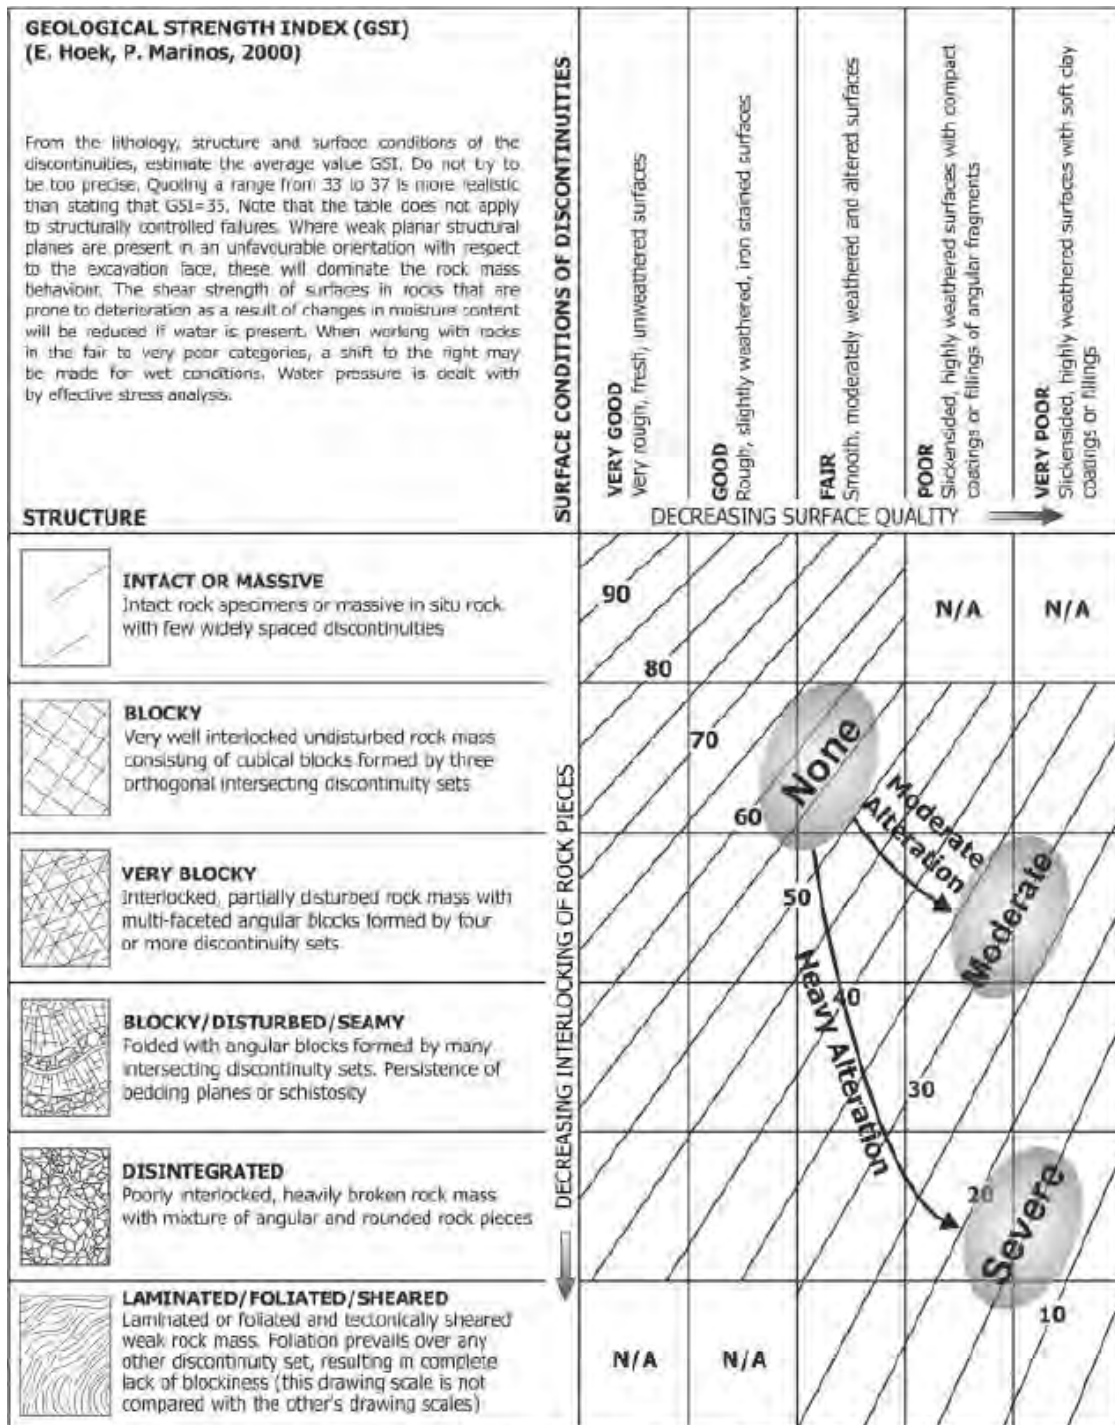 GEOLOGICAL STRENGTH INDEX (GSI)
(E. Hoek, P. Marinos, 2000)
From the lithology, structure and surface conditions of the
discontinuities, estimate the average value GSI. Do not try to
be too precise. Quoting a range from 33 to 37 is more realistic
than stating that GSI=35. Note that the table does not apply
to structurally controlled failures. Where weak planar structural
planes are present in an unfavourable orientation with respect
to the excavation face, these will dominate the rock mass
behaviour. The shear strength of surfaces in rocks that are
prone to deterioration as a result of changes in moisture content
will be reduced if water is present. When working with rocks
in the fair to very poor categories, a shift to the right may
be made for wet conditions. Water pressure is dealt with
by effective stress analysis.
STRUCTURE
SURFACE CONDITIONS OF DISCONTINUITIES
VERY GOOD
Very rough, fresh, unweathered surfaces
GOOD
Rough, slightly weathered, iron stained surfaces
FAIR
Smooth, moderately weathered and altered surfaces
POOR
Slickensided, highly weathered surfaces with compact
coatings or fillings of angular fragments
VERY POOR
Slickensided, highly weathered surfaces with soft clay
coatings or fillings
DECREASING SURFACE QUALITY
INTACT OR MASSIVE
Intact rock specimens or massive in situ rock
with few widely spaced discontinuities
BLOCKY
Very well interlocked undisturbed rock mass
consisting of cubical blocks formed by three
orthogonal intersecting discontinuity sets
VERY BLOCKY
Interlocked, partially disturbed rock mass with
multi-faceted angular blocks formed by four
or more discontinuity sets
BLOCKY/DISTURBED/SEAMY
Folded with angular blocks formed by many
intersecting discontinuity sets. Persistence of
bedding planes or schistosity
DISINTEGRATED
Poorly interlocked, heavily broken rock mass
with mixture of angular and rounded rock pieces
LAMINATED/FOLIATED/SHEARED
Laminated or foliated and tectonically sheared
weak rock mass. Foliation prevails over any
other discontinuity set, resulting in complete
lack of blockiness (this drawing scale is not
compared with the other's drawing scales)
DECREASING INTERLOCKING OF ROCK PIECES
90
N/A
N/A
80
70
None
60
Moderate
Alteration
50
Moderate
Heavy Alteration
40
30
20
Severe
10
N/A
N/A